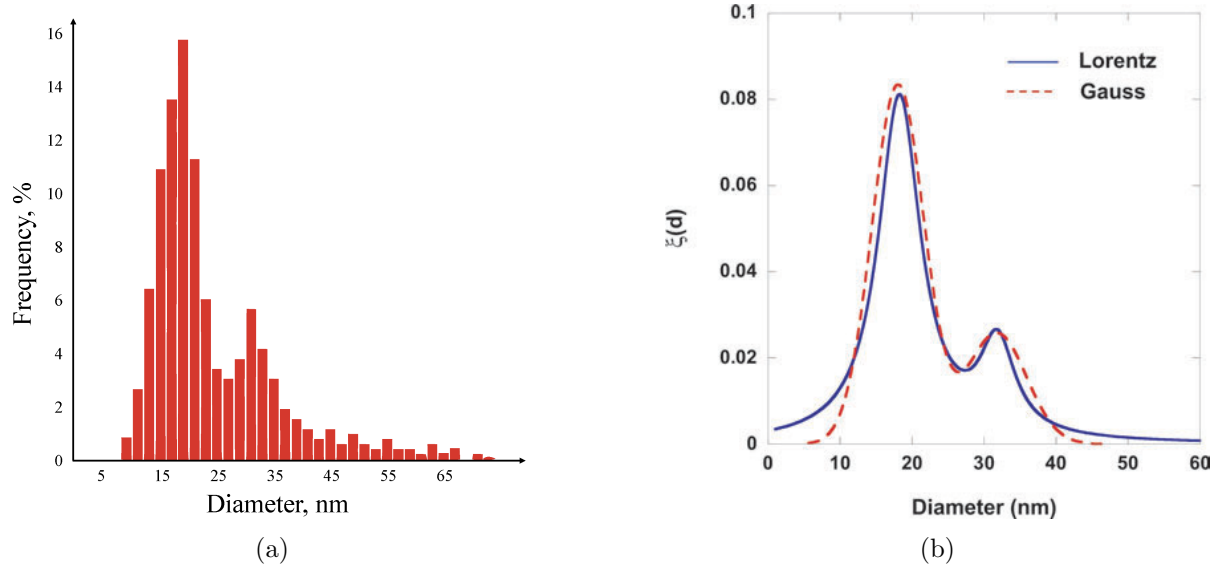 16
14
12
10
8
6
4
2
0
Frequency, %
5 15 25 35 45 55 65
Diameter, nm
(a)
0.1
0.08
0.06
0.04
0.02
0
ξ(d)
Lorentz
Gauss
0 10 20 30 40 50 60
Diameter (nm)
(b)